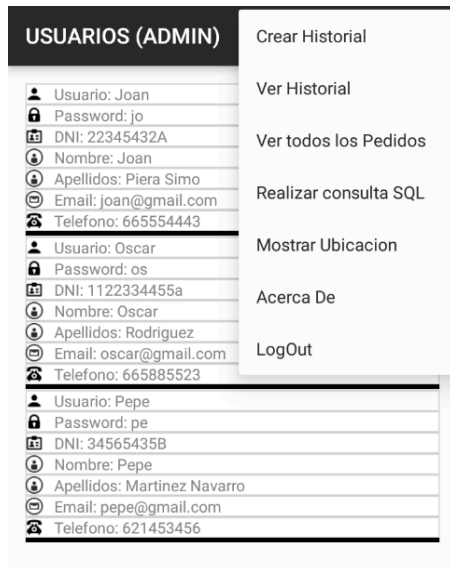 USUARIOS (ADMIN)
Crear Historial
Ver Historial
Ver todos los Pedidos
Realizar consulta SQL
Mostrar Ubicacion
Acerca De
LogOut
Usuario: Joan
Password: jo
DNI: 22345432A
Nombre: Joan
Apellidos: Piera Simo
Email: joan@gmail.com
Telefono: 665554443
Usuario: Oscar
Password: os
DNI: 1122334455a
Nombre: Oscar
Apellidos: Rodriguez
Email: oscar@gmail.com
Telefono: 665885523
Usuario: Pepe
Password: pe
DNI: 34565435B
Nombre: Pepe
Apellidos: Martinez Navarro
Email: pepe@gmail.com
Telefono: 621453456